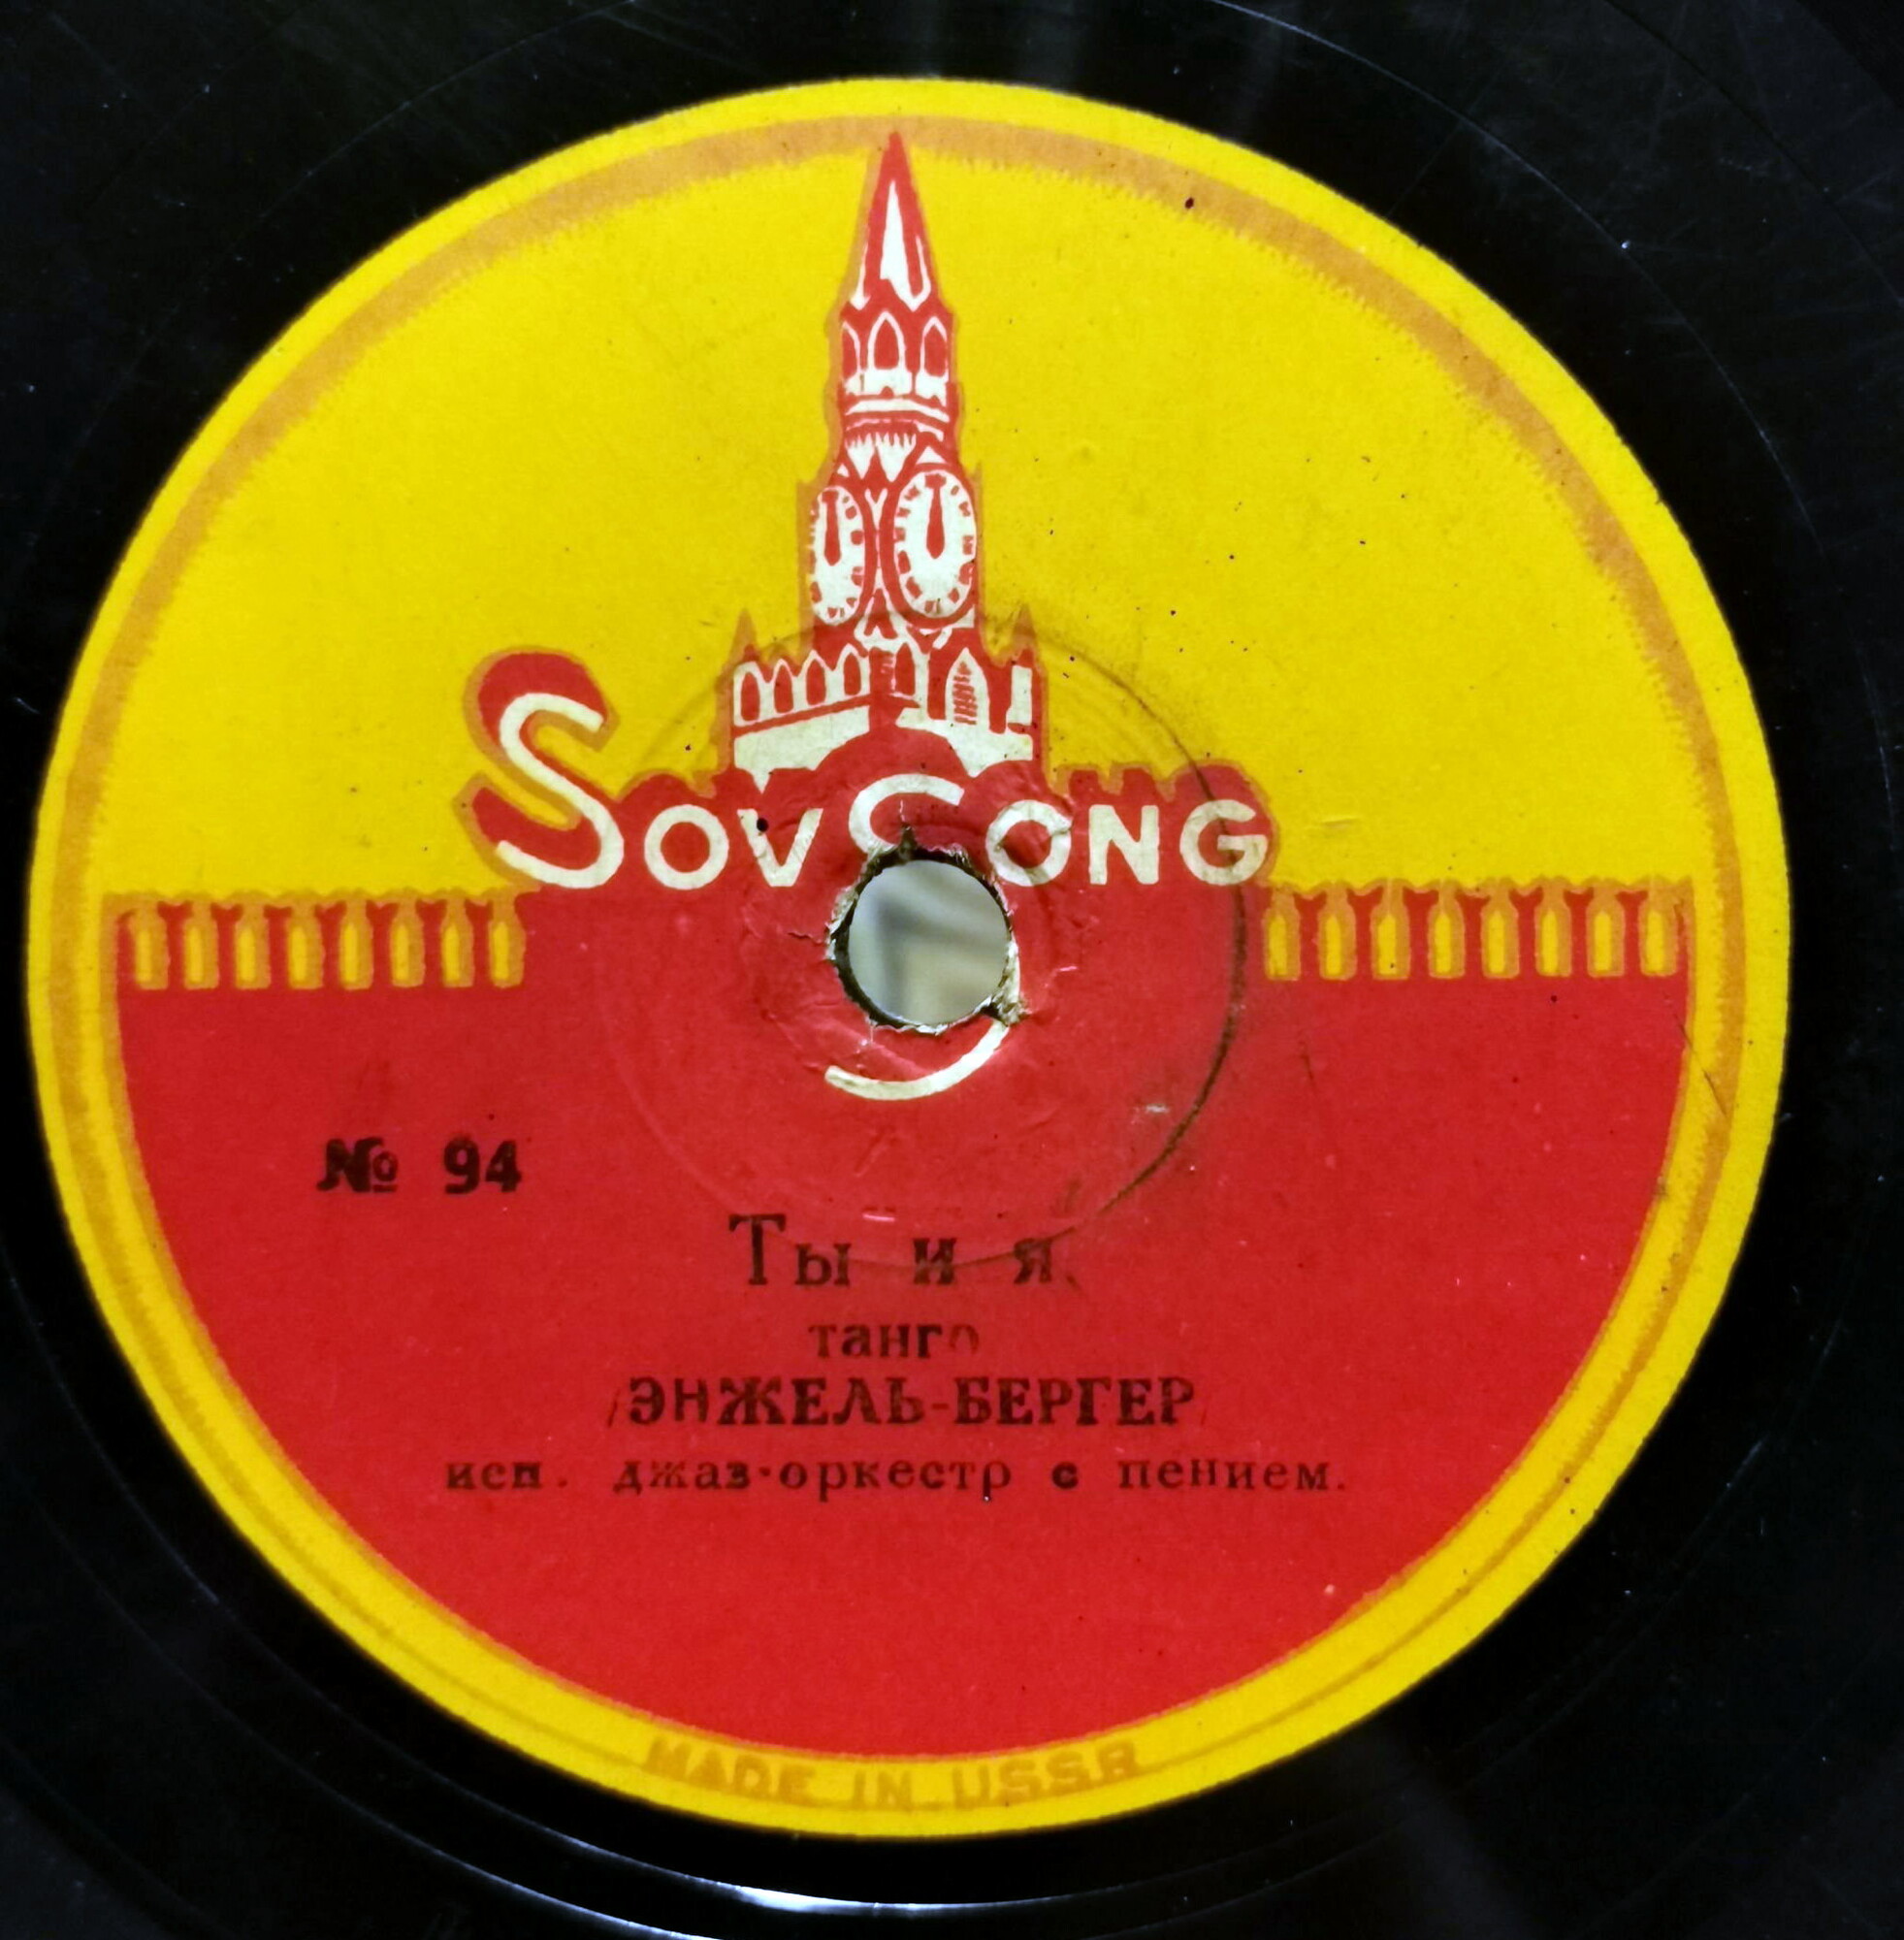 SovSong
№ 94
Ты и я
танго
/ЭНЖЕЛЬ-БЕРГЕР/
исп. джаз-оркестр с пением.
MADE IN USSR